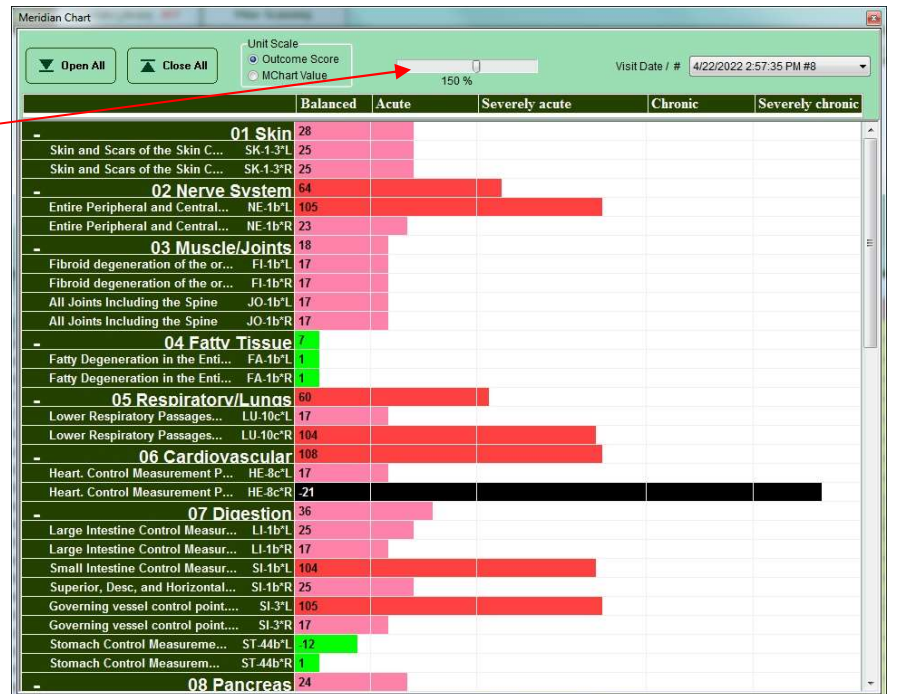 Meridian Chart
Open All
Close All
Unit Scale
Outcome Score
MChart Value
150 %
Visit Date / # 4/22/2022 2:57:35 PM #8
Balanced Acute Severely acute Chronic Severely chronic
- 01 Skin 28
Skin and Scars of the Skin C... SK-1-3*L 25
Skin and Scars of the Skin C... SK-1-3*R 25
- 02 Nerve System 64
Entire Peripheral and Central... NE-1b*L 105
Entire Peripheral and Central... NE-1b*R 23
- 03 Muscle/Joints 18
Fibroid degeneration of the or... FI-1b*L 17
Fibroid degeneration of the or... FI-1b*R 17
All Joints Including the Spine JO-1b*L 17
All Joints Including the Spine JO-1b*R 17
- 04 Fatty Tissue 7
Fatty Degeneration in the Enti... FA-1b*L 1
Fatty Degeneration in the Enti... FA-1b*R 1
- 05 Respiratory/Lungs 60
Lower Respiratory Passages... LU-10c*L 17
Lower Respiratory Passages... LU-10c*R 104
- 06 Cardiovascular 108
Heart. Control Measurement P... HE-8c*L 17
Heart. Control Measurement P... HE-8c*R -21
- 07 Digestion 36
Large Intestine Control Measur... LI-1b*L 25
Large Intestine Control Measur... LI-1b*R 17
Small Intestine Control Measur... SI-1b*L 104
Superior, Desc, and Horizontal... SI-1b*R 25
Governing vessel control point.... SI-3*L 105
Governing vessel control point.... SI-3*R 17
Stomach Control Measureme... ST-44b*L -12
Stomach Control Measurem... ST-44b*R 1
- 08 Pancreas 24